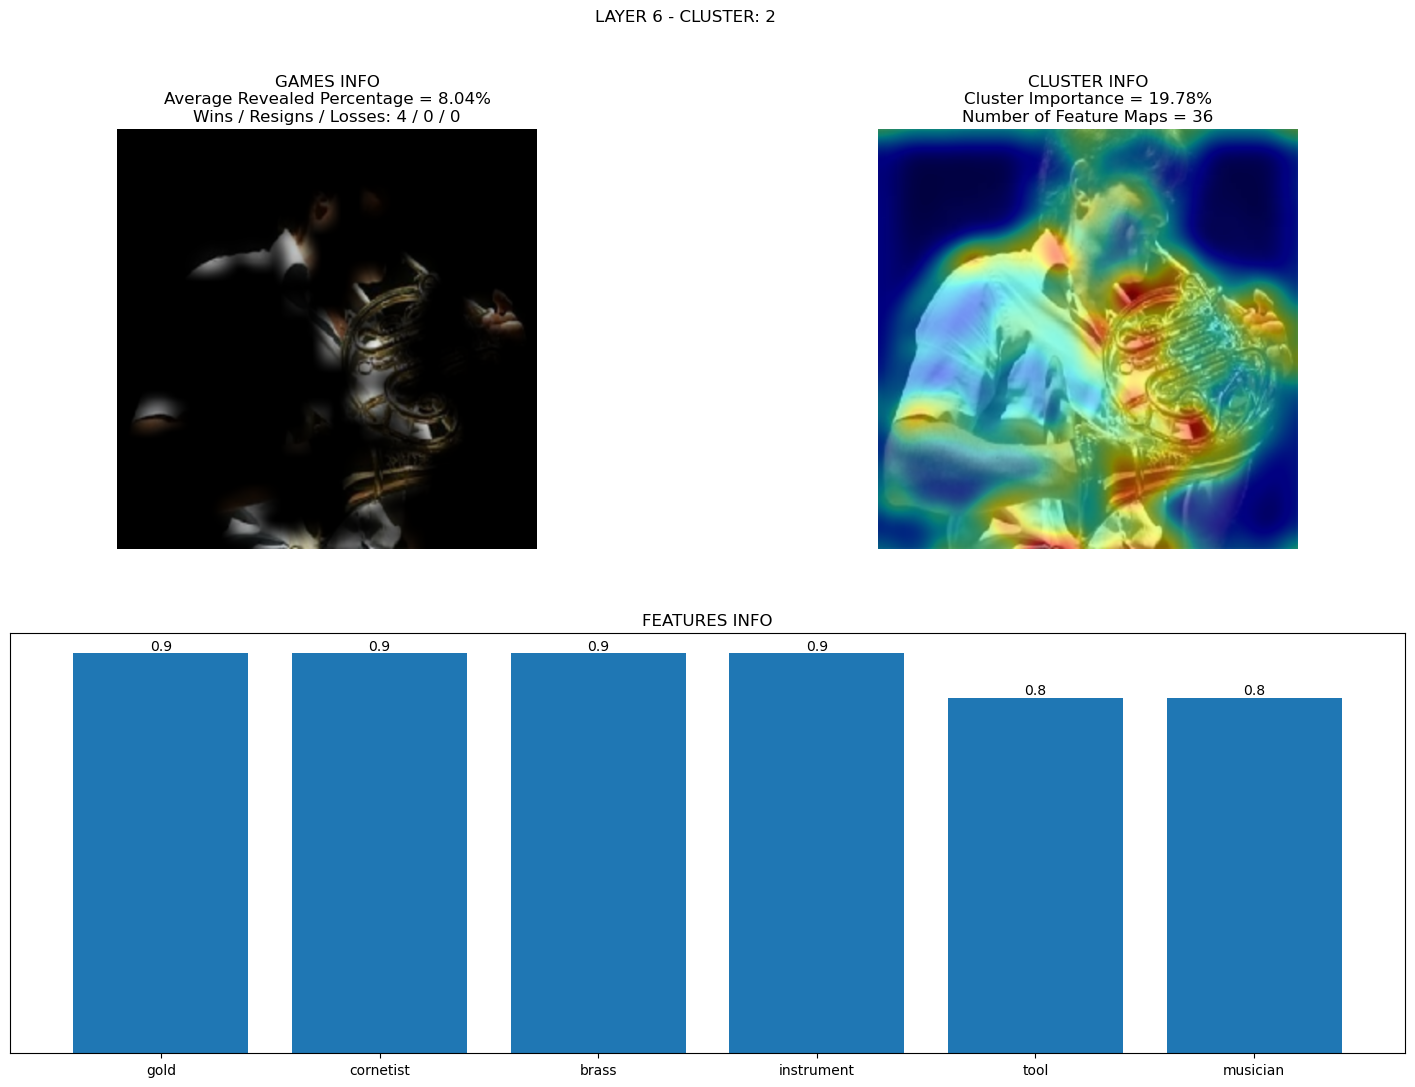 LAYER 6 - CLUSTER: 2
GAMES INFO
Average Revealed Percentage = 8.04%
Wins / Resigns / Losses: 4 / 0 / 0
CLUSTER INFO
Cluster Importance = 19.78%
Number of Feature Maps = 36
FEATURES INFO
0.9 0.9 0.9 0.9 0.8 0.8
gold cornetist brass instrument tool musician